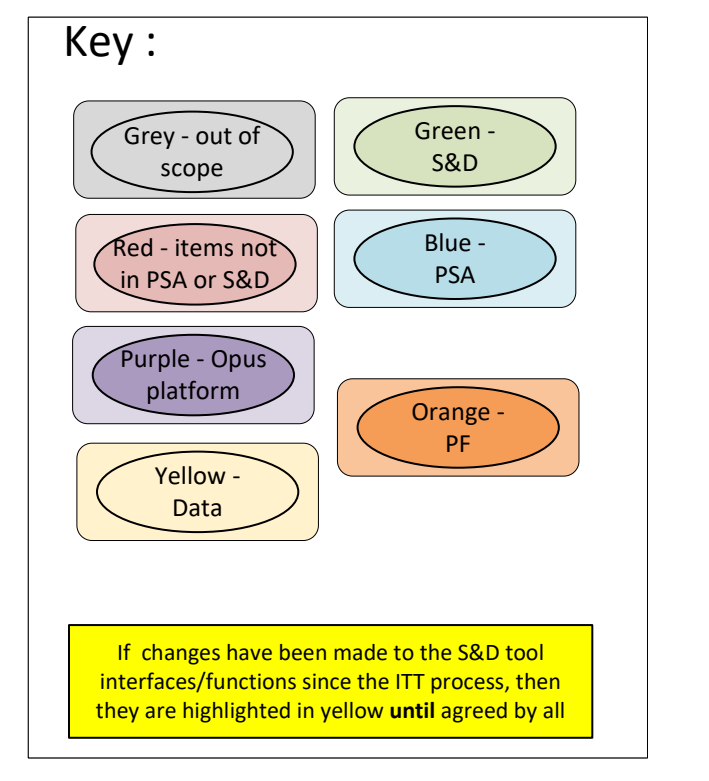 Key :
Grey - out of
scope
Green -
S&D
Red - items not
in PSA or S&D
Blue -
PSA
Purple - Opus
platform
Orange -
PF
Yellow -
Data
If  changes have been made to the S&D tool
interfaces/functions since the ITT process, then
they are highlighted in yellow until agreed by all